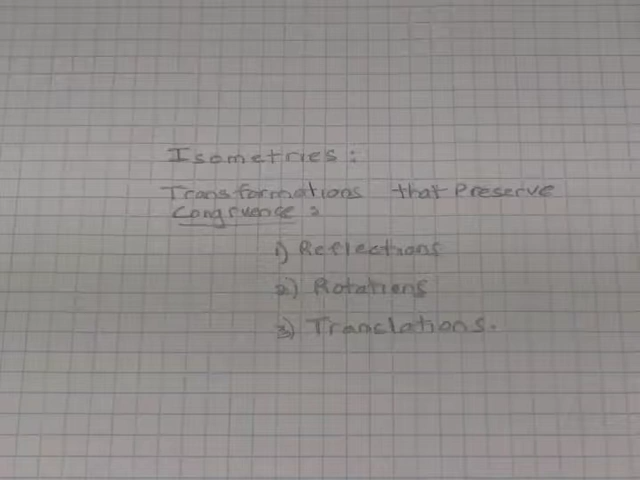 Isometries:
Transformations that Preserve
Congruence:
1) Reflections
2) Rotations
3) Translations.